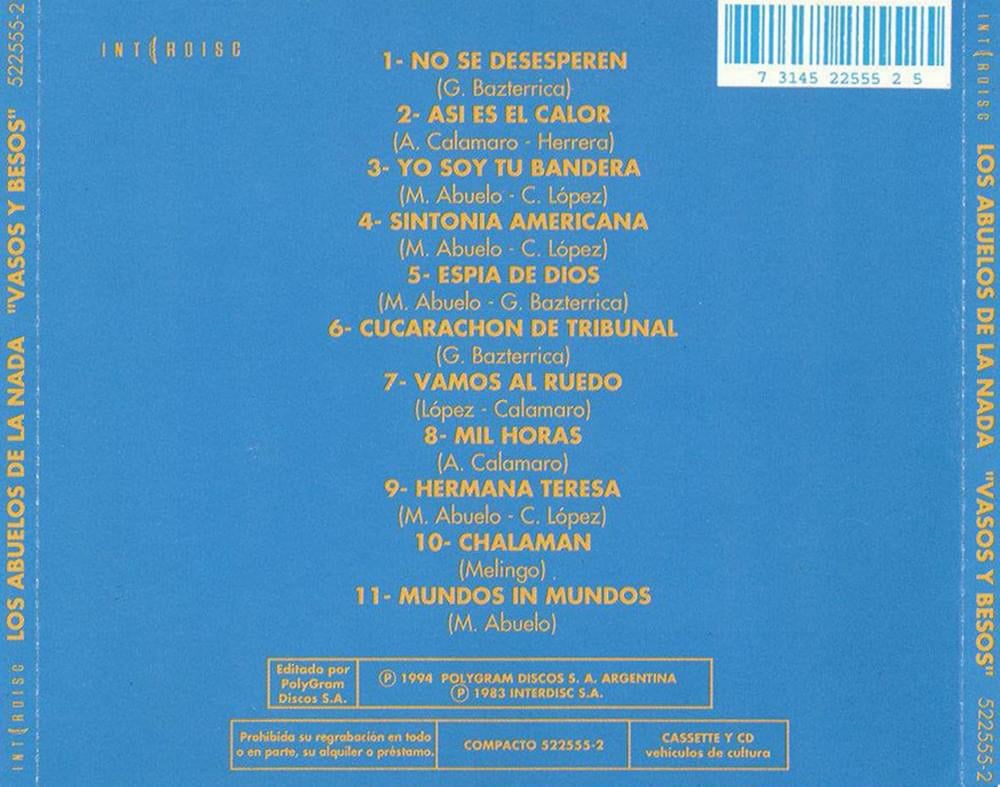 INTERDISC
7 3145 22555 2 5
1- NO SE DESESPEREN
(G. Bazterrica)
2- ASI ES EL CALOR
(A. Calamaro - Herrera)
3- YO SOY TU BANDERA
(M. Abuelo - C. López)
4- SINTONIA AMERICANA
(M. Abuelo - C. López)
5- ESPIA DE DIOS
(M. Abuelo - G. Bazterrica)
6- CUCARACHON DE TRIBUNAL
(G. Bazterrica)
7- VAMOS AL RUEDO
(López - Calamaro)
8- MIL HORAS
(A. Calamaro)
9- HERMANA TERESA
(M. Abuelo - C. López)
10- CHALAMAN
(Melingo)
11- MUNDOS IN MUNDOS
(M. Abuelo)
Editado por
PolyGram
Discos S.A.
℗ 1994 POLYGRAM DISCOS S. A. ARGENTINA
℗ 1983 INTERDISC S.A.
Prohibida su regrabación en todo
o en parte, su alquiler o préstamo.
COMPACTO 522555-2
CASSETTE Y CD
vehículos de cultura
INTERDISC LOS ABUELOS DE LA NADA "VASOS Y BESOS" 522555-2
INTERDISC LOS ABUELOS DE LA NADA "VASOS Y BESOS" 522555-2